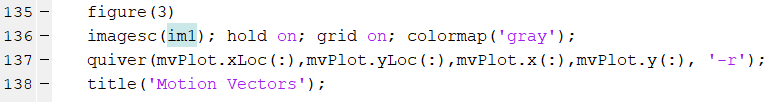 135 – figure(3)
136 – imagesc(im1); hold on; grid on; colormap('gray');
137 – quiver(mvPlot.xLoc(:),mvPlot.yLoc(:),mvPlot.x(:),mvPlot.y(:), '-r');
138 – title('Motion Vectors');